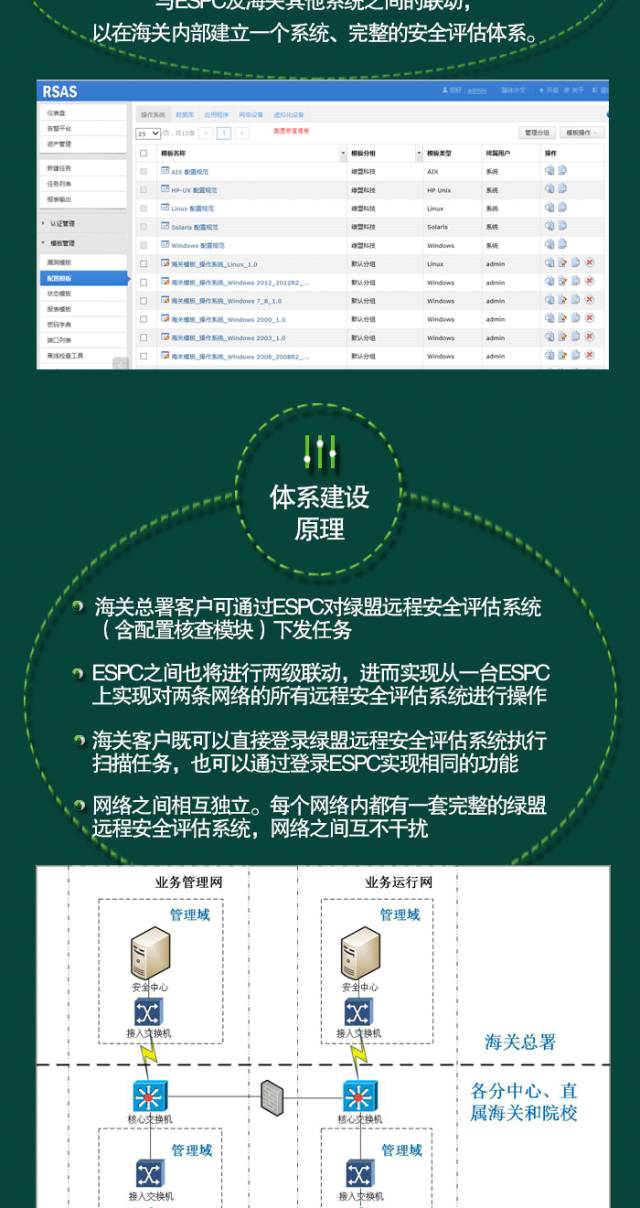 与ESPC及海关其他系统之间的联动，
以在海关内部建立一个系统、完整的安全评估体系。
RSAS
您好，admin 简体中文 升级 关于
仪表盘
告警平台
资产管理
新建任务
任务列表
报表输出
认证管理
模板管理
漏洞模板
配置模板
状态模板
报表模板
密码字典
端口列表
离线检查工具
操作系统 数据库 应用程序 网络设备 虚拟化设备
25 /页，共12条 < 1 > 配置核查模板 管理分组 模板操作
模板名称 模板分组 模板类型 所属用户 操作
AIX 配置规范 绿盟科技 AIX 系统
HP-UX 配置规范 绿盟科技 HP Unix 系统
Linux 配置规范 绿盟科技 Linux 系统
Solaris 配置规范 绿盟科技 Solaris 系统
Windows 配置规范 绿盟科技 Windows 系统
海关模板_操作系统_Linux_1.0 默认分组 Linux admin
海关模板_操作系统_Windows 2012_2012R2_... 默认分组 Windows admin
海关模板_操作系统_Windows 7_8_1.0 默认分组 Windows admin
海关模板_操作系统_Windows 2000_1.0 默认分组 Windows admin
海关模板_操作系统_Windows 2003_1.0 默认分组 Windows admin
海关模板_操作系统_Windows 2008_2008R2_... 默认分组 Windows admin
体系建设
原理
海关总署客户可通过ESPC对绿盟远程安全评估系统
（含配置核查模块）下发任务
ESPC之间也将进行两级联动，进而实现从一台ESPC
上实现对两条网络的所有远程安全评估系统进行操作
海关客户既可以直接登录绿盟远程安全评估系统执行
扫描任务，也可以通过登录ESPC实现相同的功能
网络之间相互独立。每个网络内都有一套完整的绿盟
远程安全评估系统，网络之间互不干扰
业务管理网 业务运行网
管理域 管理域
安全中心 安全中心
接入交换机 接入交换机
海关总署
各分中心、直
属海关和院校
核心交换机 核心交换机
管理域 管理域
接入交换机 接入交换机